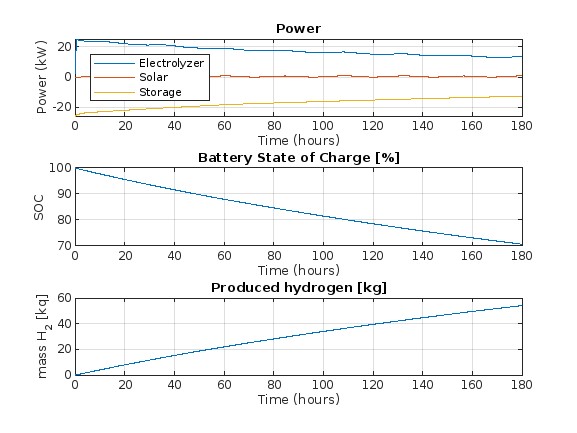 Power
Power (kW)
20
0
-20
Electrolyzer
Solar
Storage
0 20 40 60 80 100 120 140 160 180
Time (hours)
Battery State of Charge [%]
SOC
100
90
80
70
0 20 40 60 80 100 120 140 160 180
Time (hours)
Produced hydrogen [kg]
mass H2 [kg]
60
40
20
0
0 20 40 60 80 100 120 140 160 180
Time (hours)